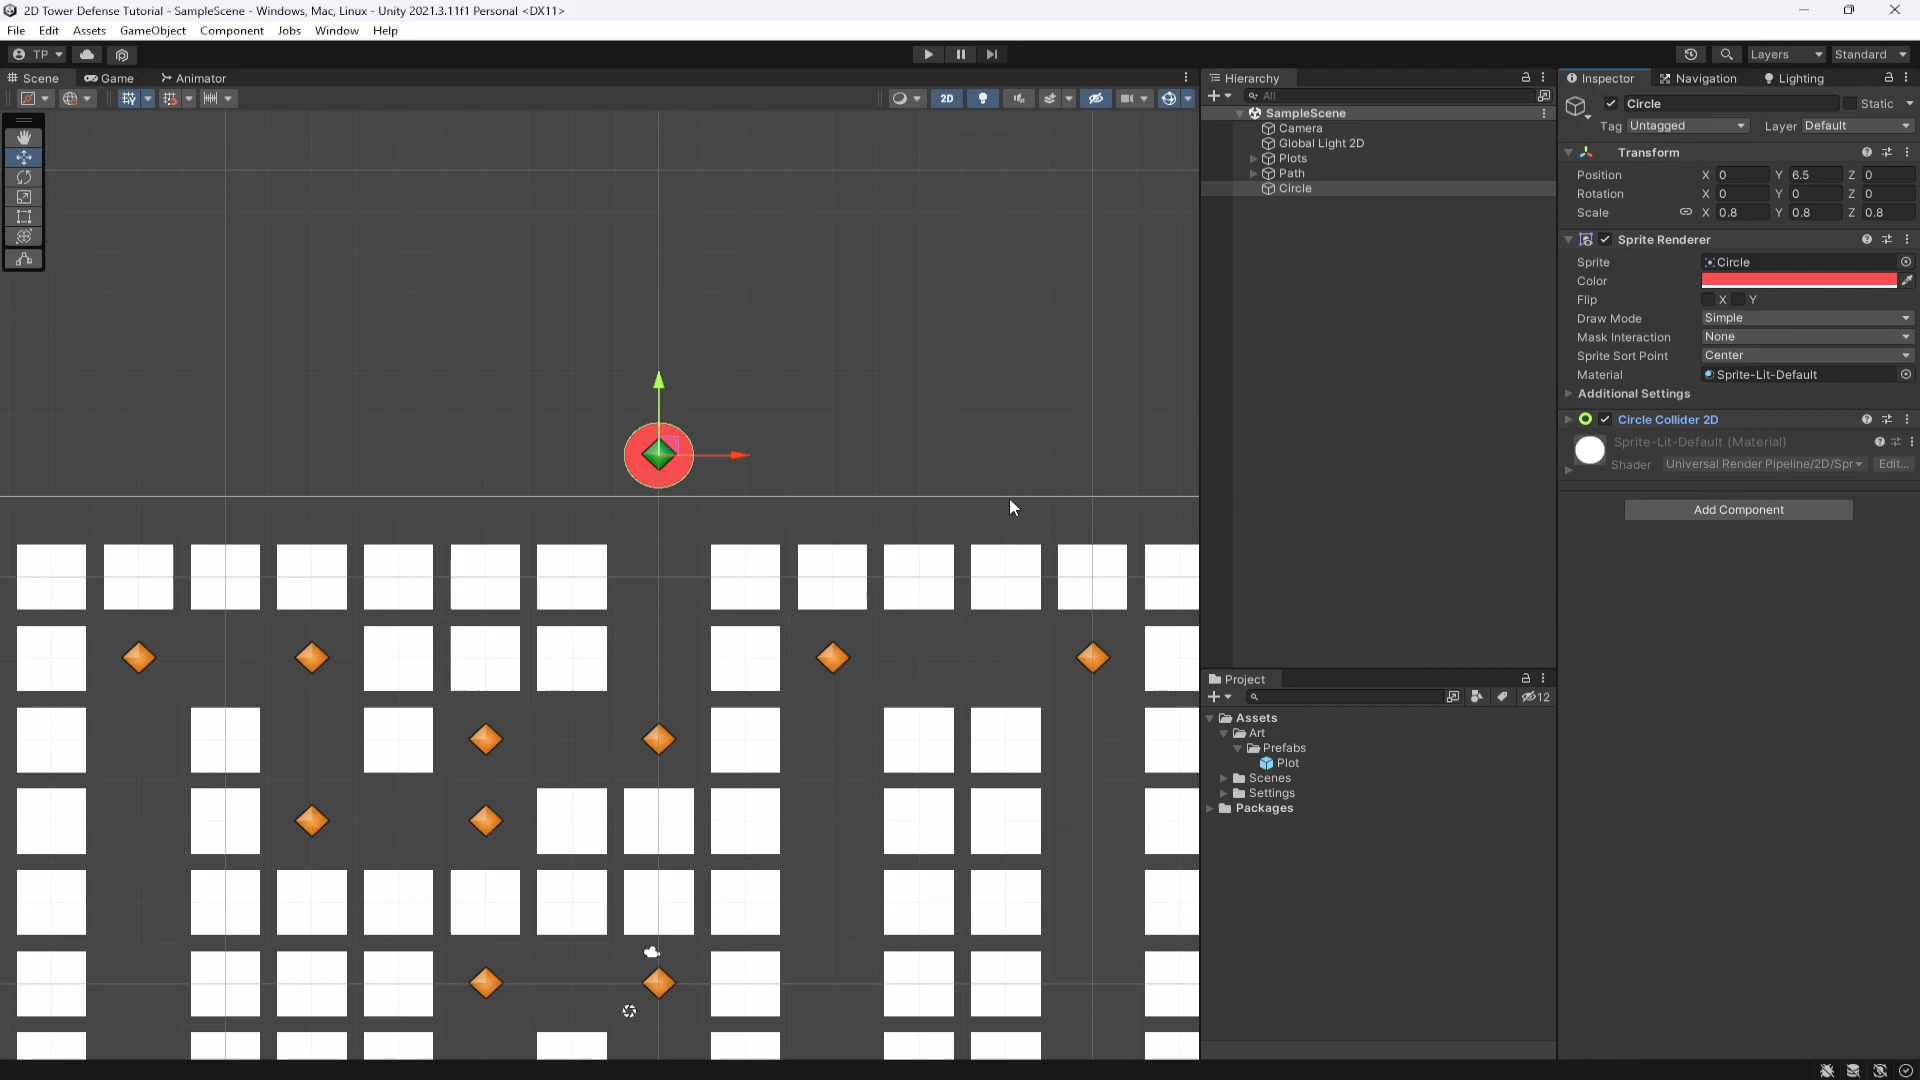 2D Tower Defense Tutorial - SampleScene - Windows, Mac, Linux - Unity 2021.3.11f1 Personal <DX11>
File Edit Assets GameObject Component Jobs Window Help
TP Layers Standard
Scene Game Animator
2D
Hierarchy
All
SampleScene
Camera
Global Light 2D
Plots
Path
Circle
Project
12
Assets
Art
Prefabs
Plot
Scenes
Settings
Packages
Inspector Navigation Lighting
Circle Static
Tag Untagged Layer Default
Transform
Position X 0 Y 6.5 Z 0
Rotation X 0 Y 0 Z 0
Scale X 0.8 Y 0.8 Z 0.8
Sprite Renderer
Sprite Circle
Color
Flip X Y
Draw Mode Simple
Mask Interaction None
Sprite Sort Point Center
Material Sprite-Lit-Default
Additional Settings
Circle Collider 2D
Sprite-Lit-Default (Material)
Shader Universal Render Pipeline/2D/Spr Edit...
Add Component